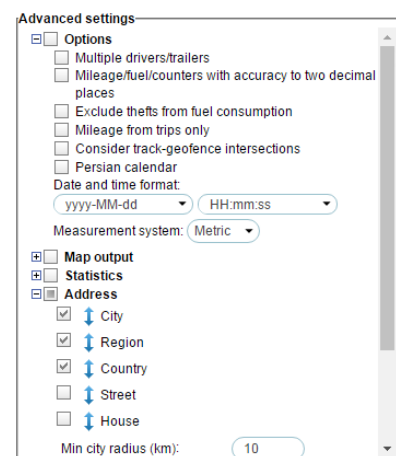 Advanced settings
Options
Multiple drivers/trailers
Mileage/fuel/counters with accuracy to two decimal
places
Exclude thefts from fuel consumption
Mileage from trips only
Consider track-geofence intersections
Persian calendar
Date and time format:
yyyy-MM-dd HH:mm:ss
Measurement system: Metric
Map output
Statistics
Address
City
Region
Country
Street
House
Min city radius (km): 10